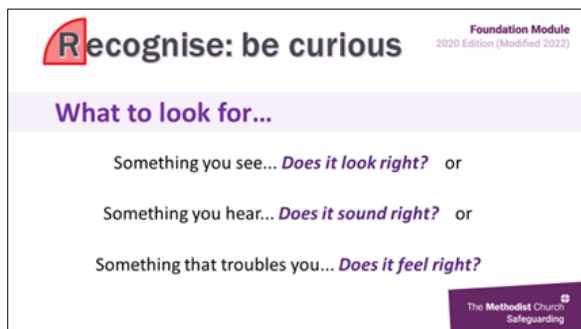 Recognise: be curious
Foundation Module
2020 Edition (Modified 2022)
What to look for...
Something you see... Does it look right? or
Something you hear... Does it sound right? or
Something that troubles you... Does it feel right?
The Methodist Church
Safeguarding